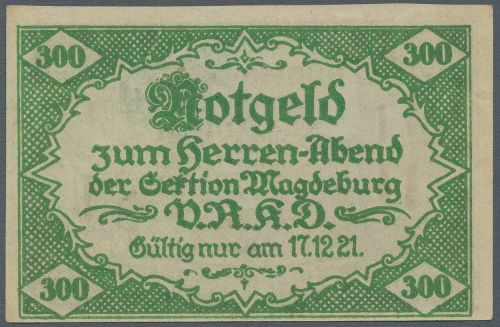 300 300
Notgeld
zum Herren-Abend
der Sektion Magdeburg
V.R.K.D.
Gültig nur am 17.12.21.
300 300